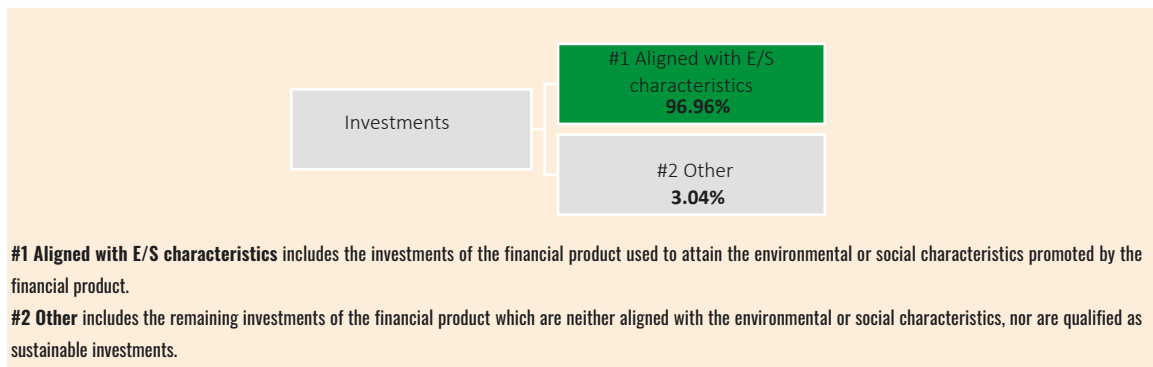 #1 Aligned with E/S
characteristics
96.96%
Investments
#2 Other
3.04%
#1 Aligned with E/S characteristics includes the investments of the financial product used to attain the environmental or social characteristics promoted by the
financial product.
#2 Other includes the remaining investments of the financial product which are neither aligned with the environmental or social characteristics, nor are qualified as
sustainable investments.